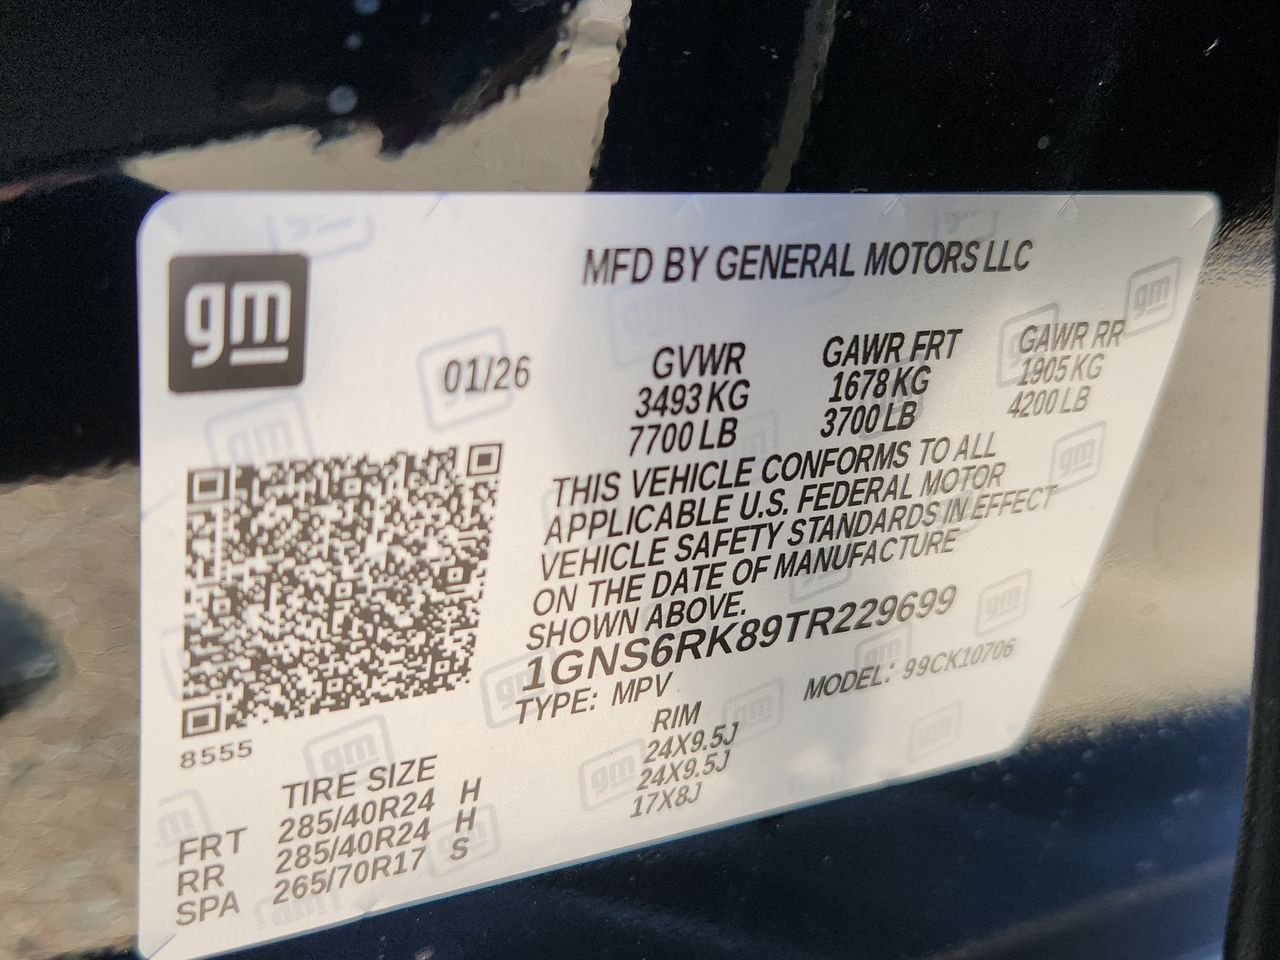 gm
MFD BY GENERAL MOTORS LLC
01/26
GVWR GAWR FRT GAWR RR
3493 KG 1678 KG 1905 KG
7700 LB 3700 LB 4200 LB
THIS VEHICLE CONFORMS TO ALL
APPLICABLE U.S. FEDERAL MOTOR
VEHICLE SAFETY STANDARDS IN EFFECT
ON THE DATE OF MANUFACTURE
SHOWN ABOVE.
1GNS6RK89TR229699
TYPE: MPV MODEL: 99CK10706
8555
TIRE SIZE RIM
FRT 285/40R24 H 24X9.5J
RR 285/40R24 H 24X9.5J
SPA 265/70R17 S 17X8J